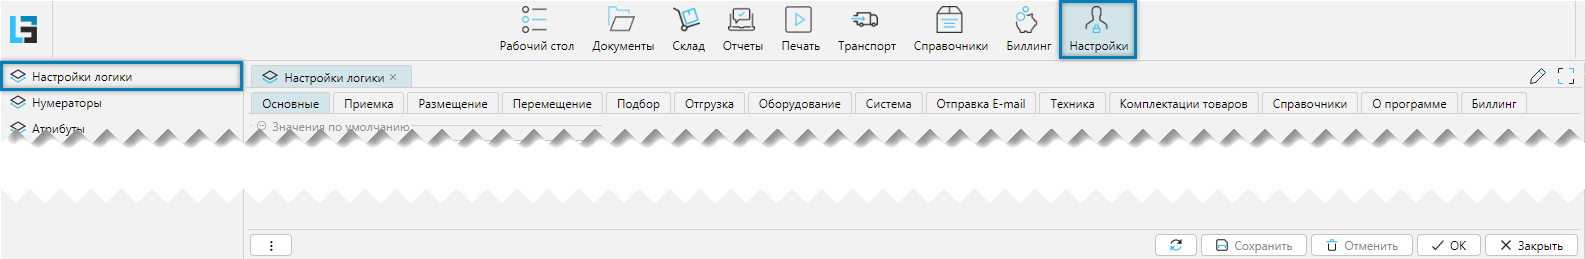 Рабочий стол Документы Склад Отчеты Печать Транспорт Справочники Биллинг Настройки
Настройки логики
Нумераторы
Атрибуты
Настройки логики ×
Основные Приемка Размещение Перемещение Подбор Отгрузка Оборудование Система Отправка E-mail Техника Комплектации товаров Справочники О программе Биллинг
Значения по умолчанию
Сохранить Отменить ОК Закрыть